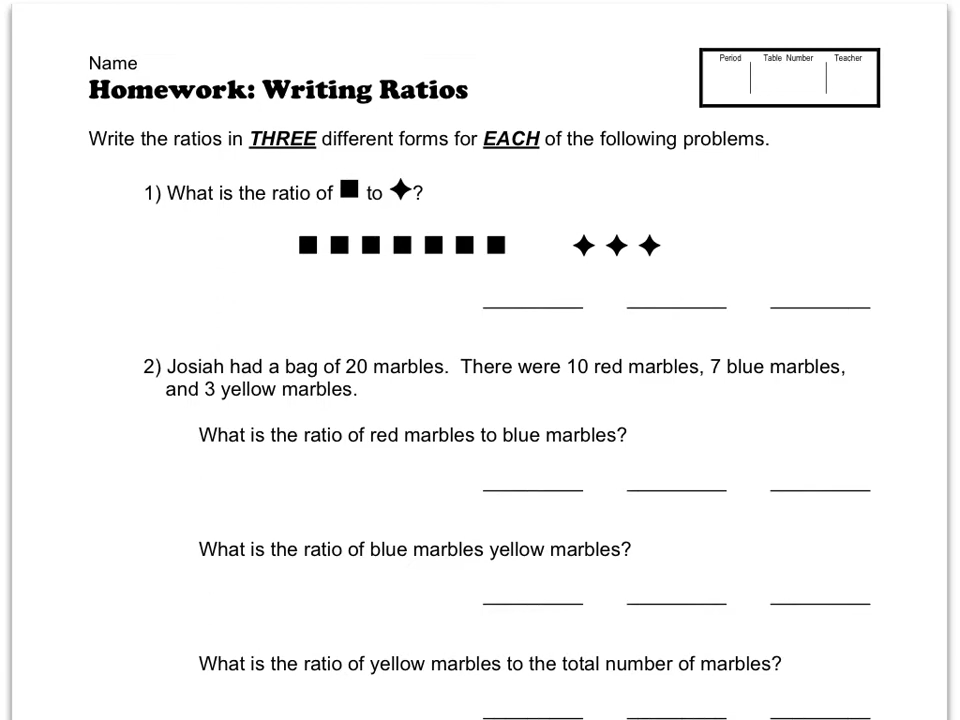 Name
Homework: Writing Ratios
Period Table Number Teacher
Write the ratios in THREE different forms for EACH of the following problems.
1) What is the ratio of ■ to ✦?
2) Josiah had a bag of 20 marbles. There were 10 red marbles, 7 blue marbles,
and 3 yellow marbles.
What is the ratio of red marbles to blue marbles?
What is the ratio of blue marbles yellow marbles?
What is the ratio of yellow marbles to the total number of marbles?